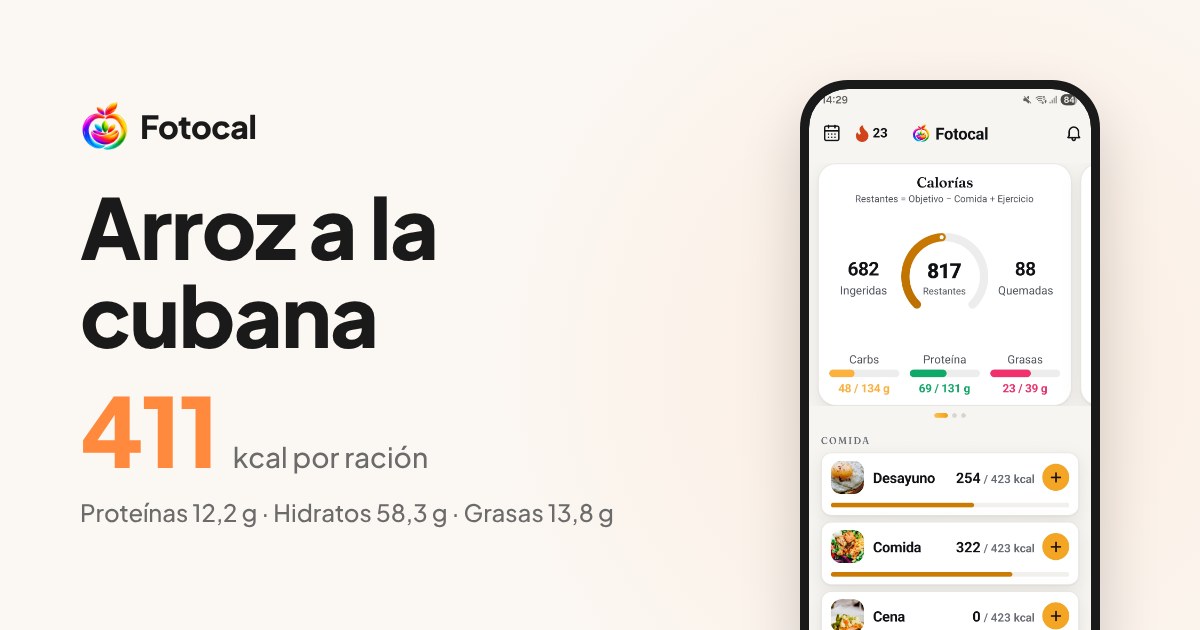 Fotocal
Arroz a la
cubana
411 kcal por ración
Proteínas 12,2 g · Hidratos 58,3 g · Grasas 13,8 g
14:29
84
23
Fotocal
Calorías
Restantes = Objetivo − Comida + Ejercicio
682
Ingeridas
817
Restantes
88
Quemadas
Carbs
48 / 134 g
Proteína
69 / 131 g
Grasas
23 / 39 g
COMIDA
Desayuno 254 / 423 kcal
Comida 322 / 423 kcal
Cena 0 / 423 kcal